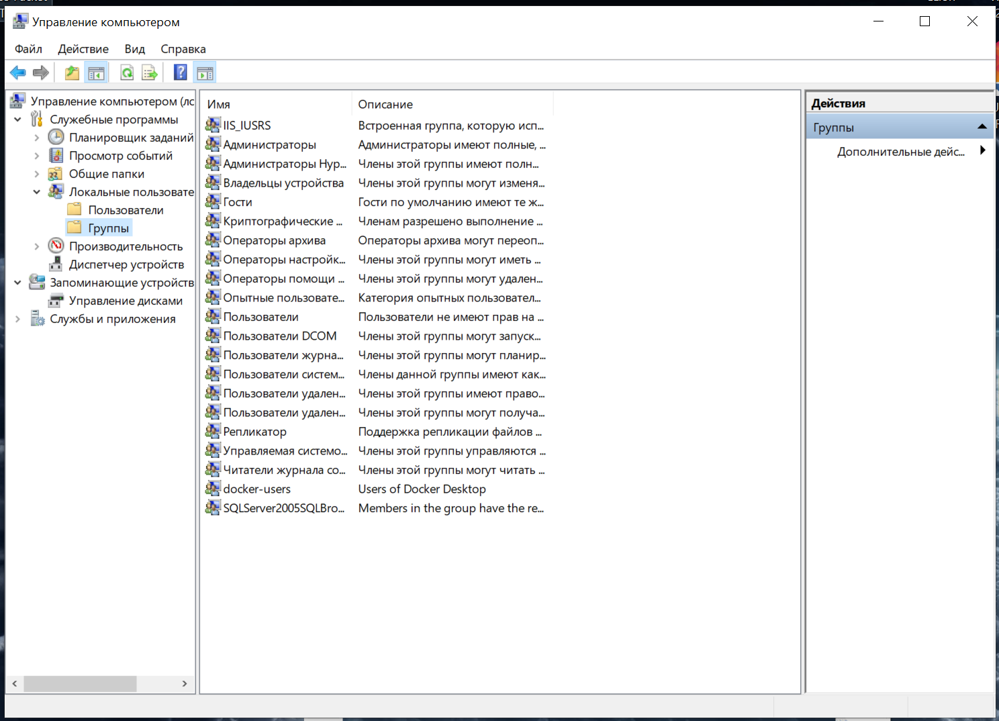 Управление компьютером
Файл Действие Вид Справка
Управление компьютером (лс
Служебные программы
Планировщик заданий
Просмотр событий
Общие папки
Локальные пользовате
Пользователи
Группы
Производительность
Диспетчер устройств
Запоминающие устройств
Управление дисками
Службы и приложения
Имя Описание
IIS_IUSRS Встроенная группа, которую исп...
Администраторы Администраторы имеют полные, ...
Администраторы Hyp... Члены этой группы имеют полн...
Владельцы устройства Члены этой группы могут изменя...
Гости Гости по умолчанию имеют те ж...
Криптографические ... Членам разрешено выполнение ...
Операторы архива Операторы архива могут переоп...
Операторы настройк... Члены этой группы могут иметь ...
Операторы помощи ... Члены этой группы могут удален...
Опытные пользовате... Категория опытных пользовател...
Пользователи Пользователи не имеют прав на ...
Пользователи DCOM Члены этой группы могут запуск...
Пользователи журна... Члены этой группы могут планир...
Пользователи систем... Члены данной группы имеют как...
Пользователи удален... Члены этой группы имеют право...
Пользователи удален... Члены этой группы могут получа...
Репликатор Поддержка репликации файлов ...
Управляемая системо... Члены этой группы управляются ...
Читатели журнала со... Члены этой группы могут читать ...
docker-users Users of Docker Desktop
SQLServer2005SQLBro... Members in the group have the re...
Действия
Группы
Дополнительные дейс...